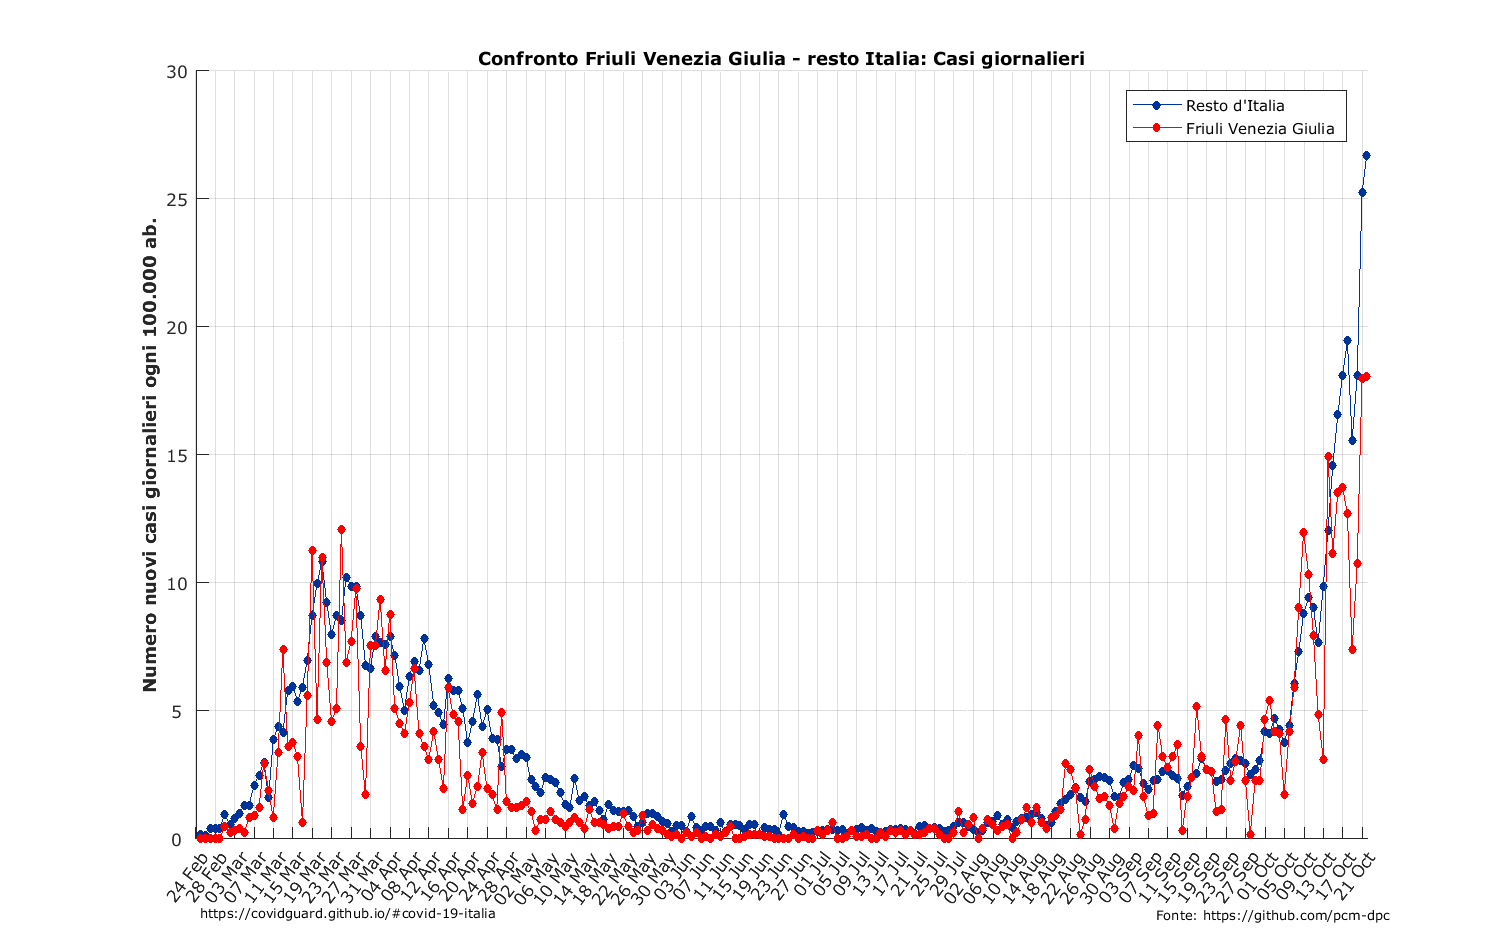 Confronto Friuli Venezia Giulia - resto Italia: Casi giornalieri
Resto d'Italia
Friuli Venezia Giulia
Numero nuovi casi giornalieri ogni 100.000 ab.
30
25
20
15
10
5
0
24 Feb
28 Feb
03 Mar
07 Mar
11 Mar
15 Mar
19 Mar
23 Mar
27 Mar
31 Mar
04 Apr
08 Apr
12 Apr
16 Apr
20 Apr
24 Apr
28 Apr
02 May
06 May
10 May
14 May
18 May
22 May
26 May
30 May
03 Jun
07 Jun
11 Jun
15 Jun
19 Jun
23 Jun
27 Jun
01 Jul
05 Jul
09 Jul
13 Jul
17 Jul
21 Jul
25 Jul
29 Jul
02 Aug
06 Aug
10 Aug
14 Aug
18 Aug
22 Aug
26 Aug
30 Aug
03 Sep
07 Sep
11 Sep
15 Sep
19 Sep
23 Sep
27 Sep
01 Oct
05 Oct
09 Oct
13 Oct
17 Oct
21 Oct
https://covidguard.github.io/#covid-19-italia
Fonte: https://github.com/pcm-dpc